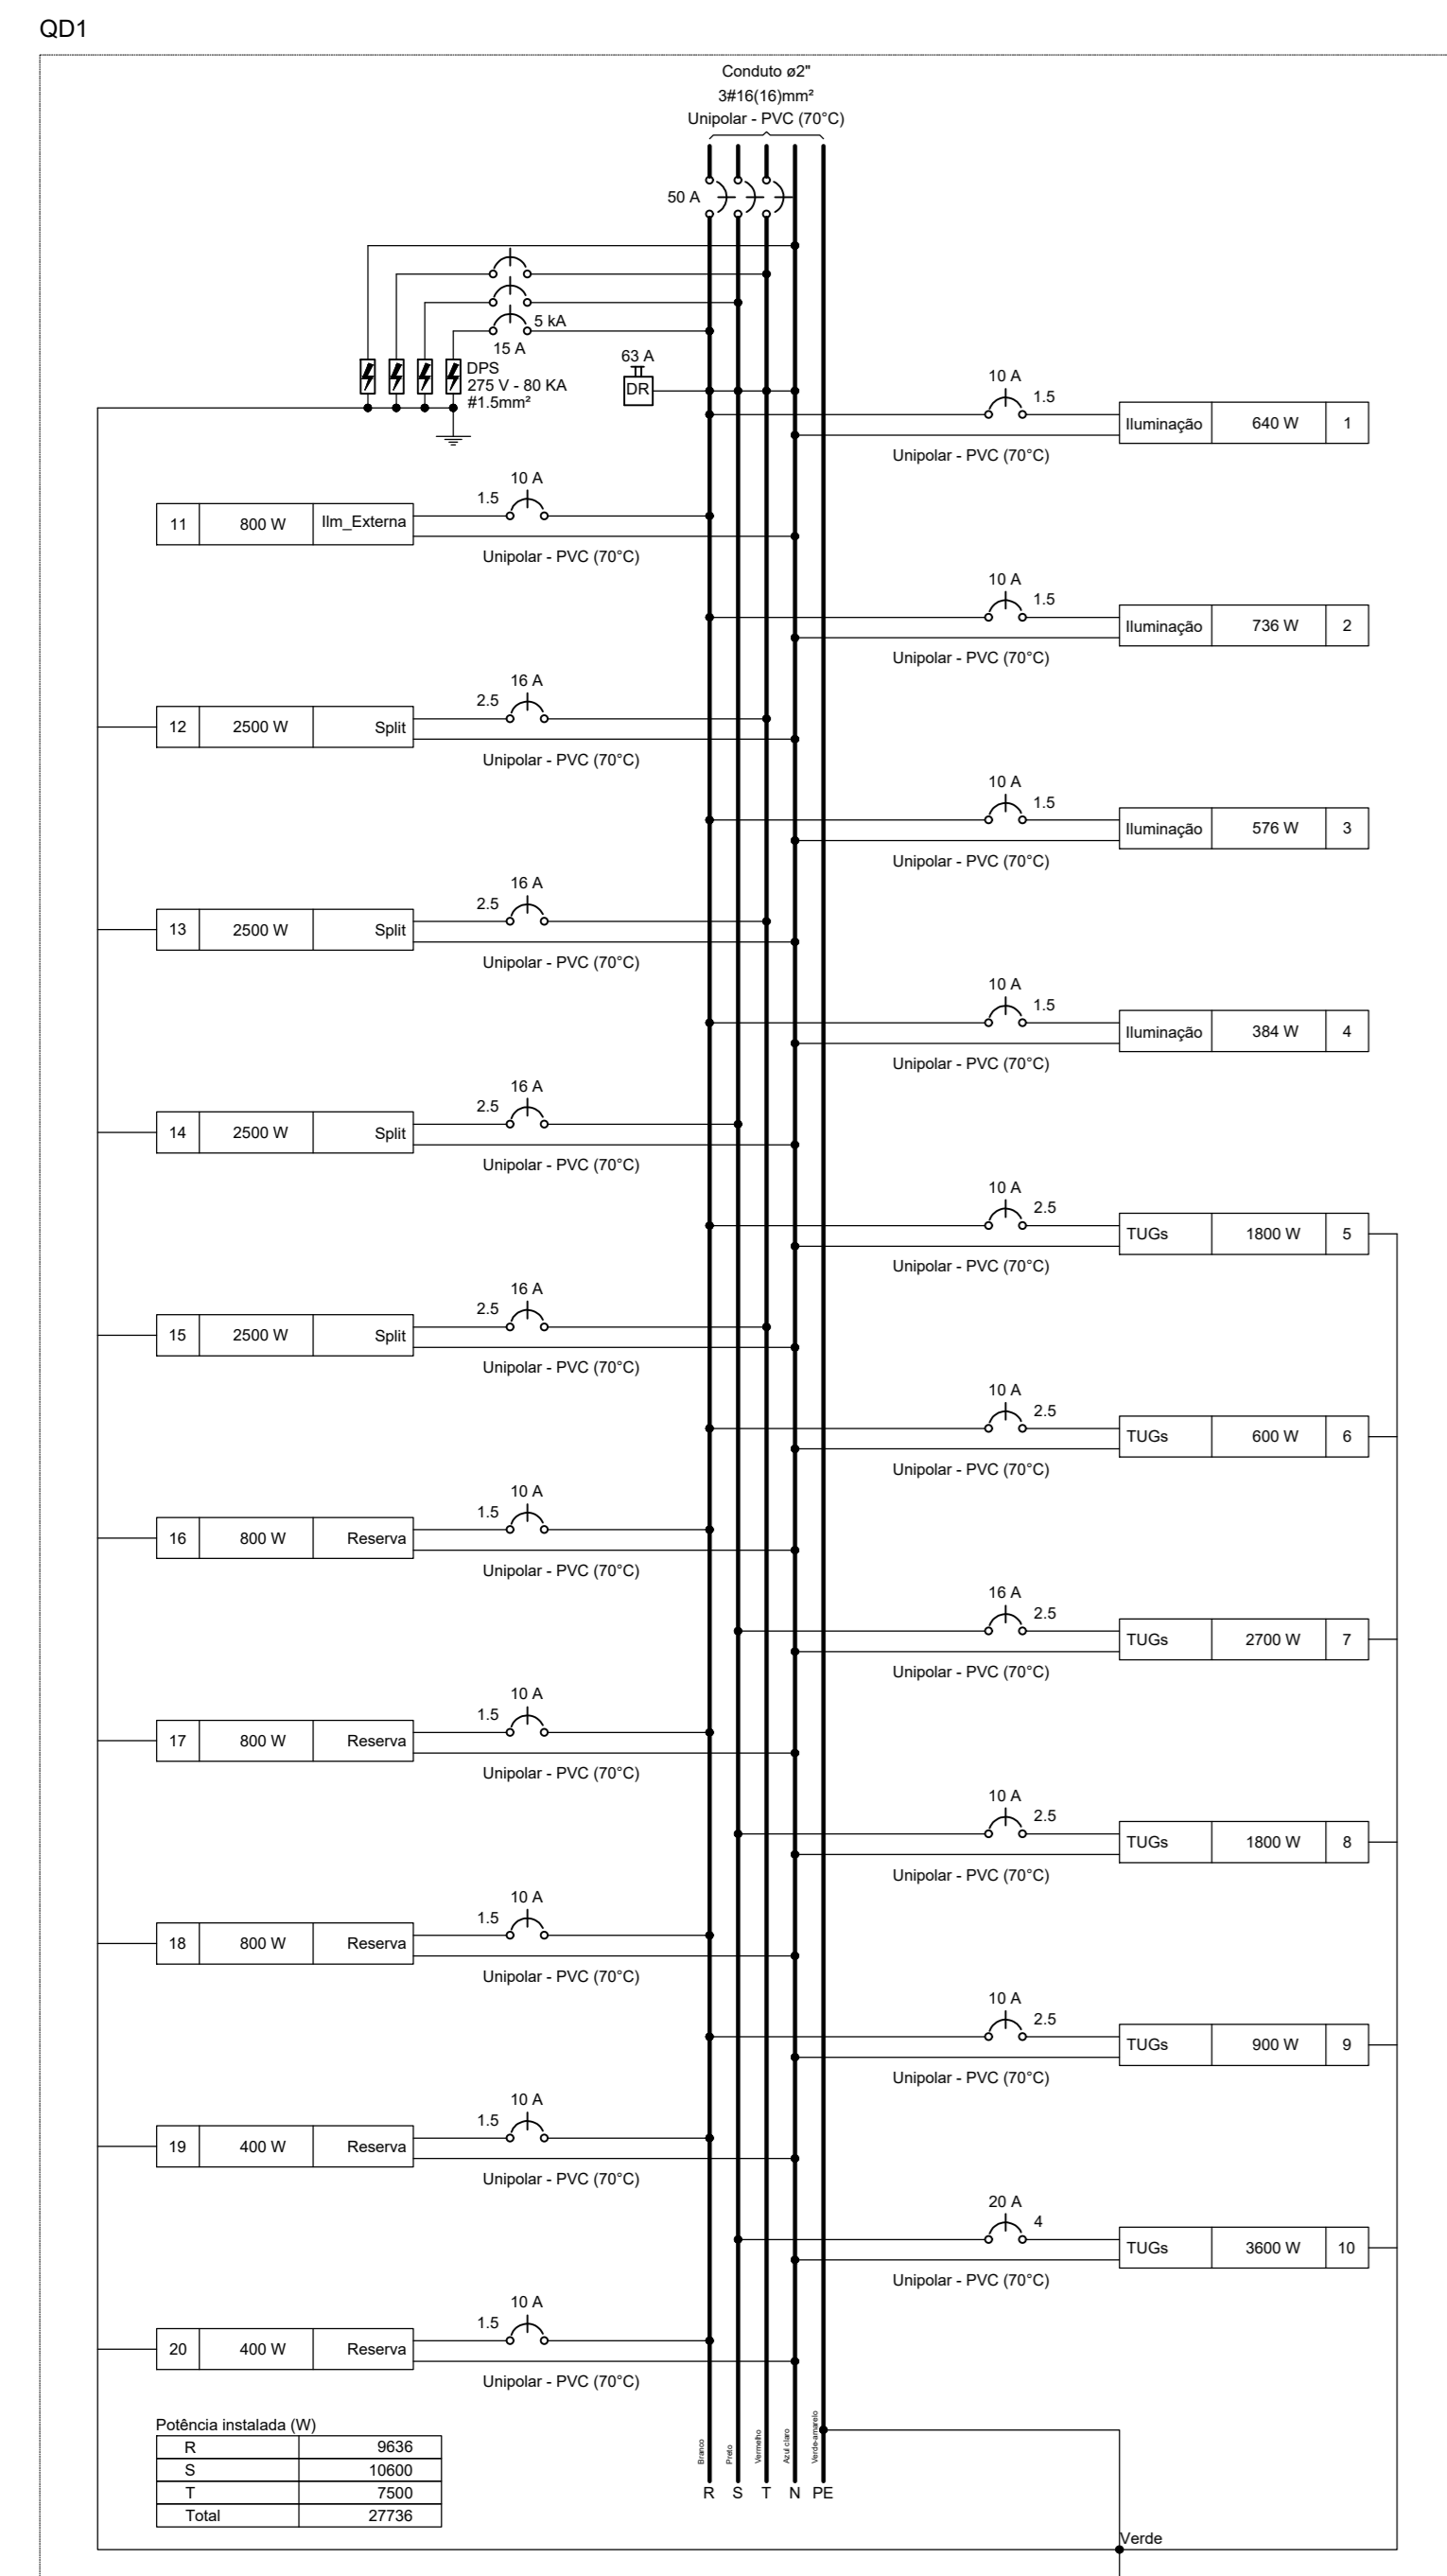 QD1
Conduto ø2"
3#16(16)mm²
Unipolar - PVC (70°C)
50 A
5 kA
15 A
DPS
275 V - 80 KA
#1.5mm²
63 A
DR
10 A
1.5
Iluminação 640 W 1
Unipolar - PVC (70°C)
10 A
1.5
11 800 W Ilm_Externa
Unipolar - PVC (70°C)
10 A
1.5
Iluminação 736 W 2
Unipolar - PVC (70°C)
16 A
2.5
12 2500 W Split
Unipolar - PVC (70°C)
10 A
1.5
Iluminação 576 W 3
Unipolar - PVC (70°C)
16 A
2.5
13 2500 W Split
Unipolar - PVC (70°C)
10 A
1.5
Iluminação 384 W 4
Unipolar - PVC (70°C)
16 A
2.5
14 2500 W Split
Unipolar - PVC (70°C)
10 A
2.5
TUGs 1800 W 5
Unipolar - PVC (70°C)
16 A
2.5
15 2500 W Split
Unipolar - PVC (70°C)
10 A
2.5
TUGs 600 W 6
Unipolar - PVC (70°C)
10 A
1.5
16 800 W Reserva
Unipolar - PVC (70°C)
16 A
2.5
TUGs 2700 W 7
Unipolar - PVC (70°C)
10 A
1.5
17 800 W Reserva
Unipolar - PVC (70°C)
10 A
2.5
TUGs 1800 W 8
Unipolar - PVC (70°C)
10 A
1.5
18 800 W Reserva
Unipolar - PVC (70°C)
10 A
2.5
TUGs 900 W 9
Unipolar - PVC (70°C)
10 A
1.5
19 400 W Reserva
Unipolar - PVC (70°C)
20 A
4
TUGs 3600 W 10
Unipolar - PVC (70°C)
10 A
1.5
20 400 W Reserva
Unipolar - PVC (70°C)
Potência instalada (W)
R 9636
S 10600
T 7500
Total 27736
Branco
Preto
Vermelho
Azul claro
Verde-amarelo
R S T N PE
Verde